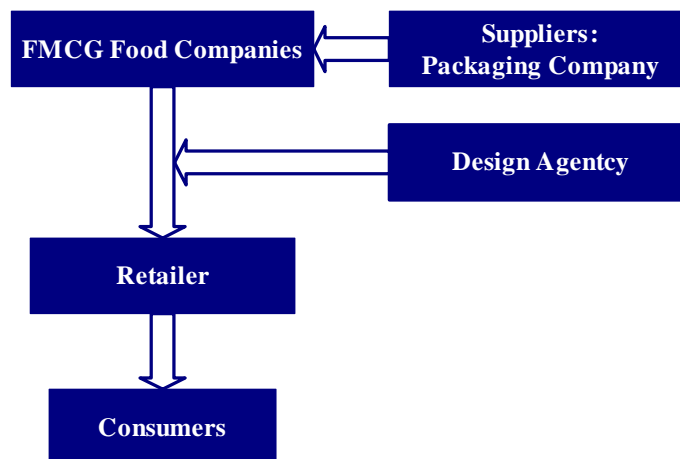 FMCG Food Companies
Suppliers:
Packaging Company
Design Agentcy
Retailer
Consumers